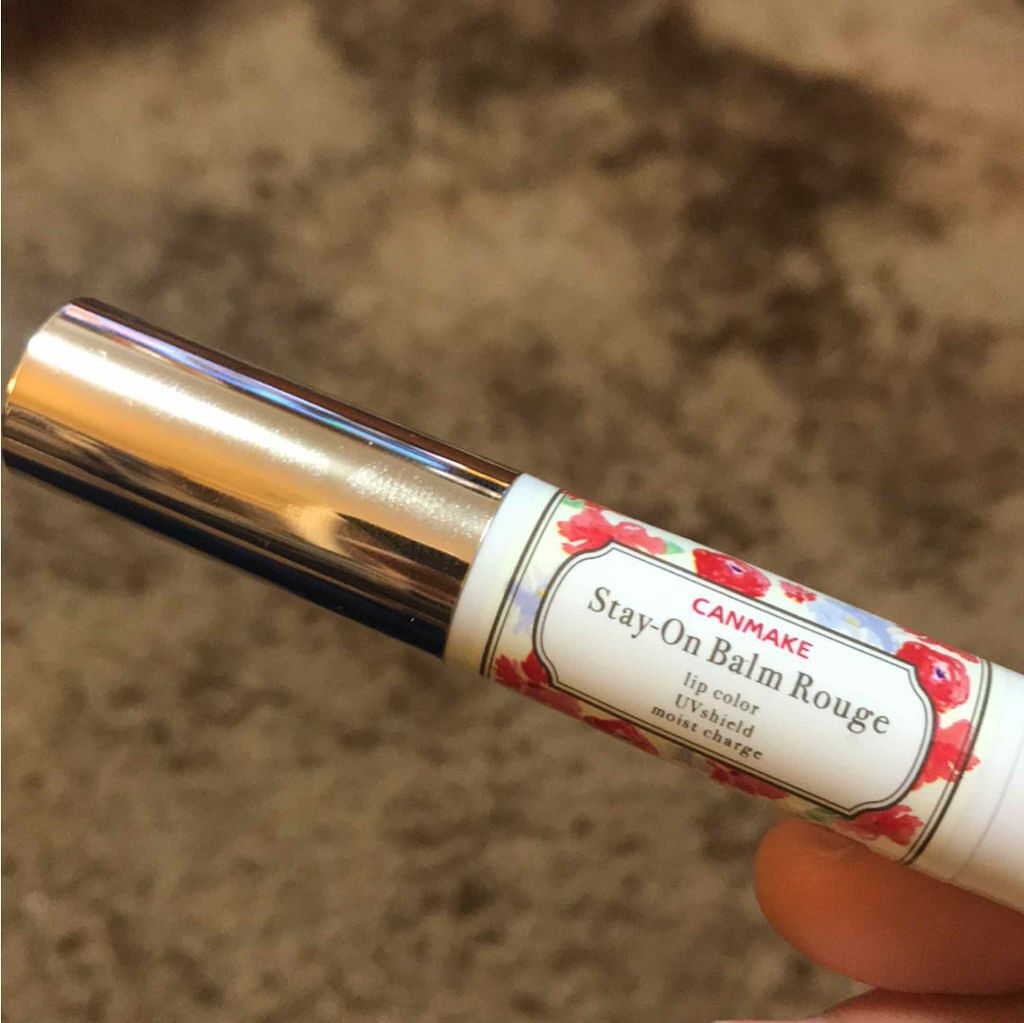 CANMAKE
Stay-On Balm Rouge
lip color
UVshield
moist charge